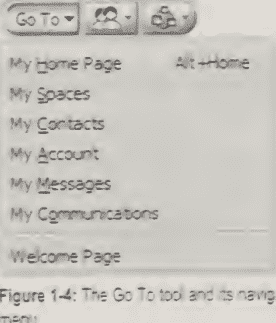 Go To
My Home Page Alt+Home
My Spaces
My Contacts
My Account
My Messages
My Communications
Welcome Page
Figure 1-4: The Go To tool and its navig
menu